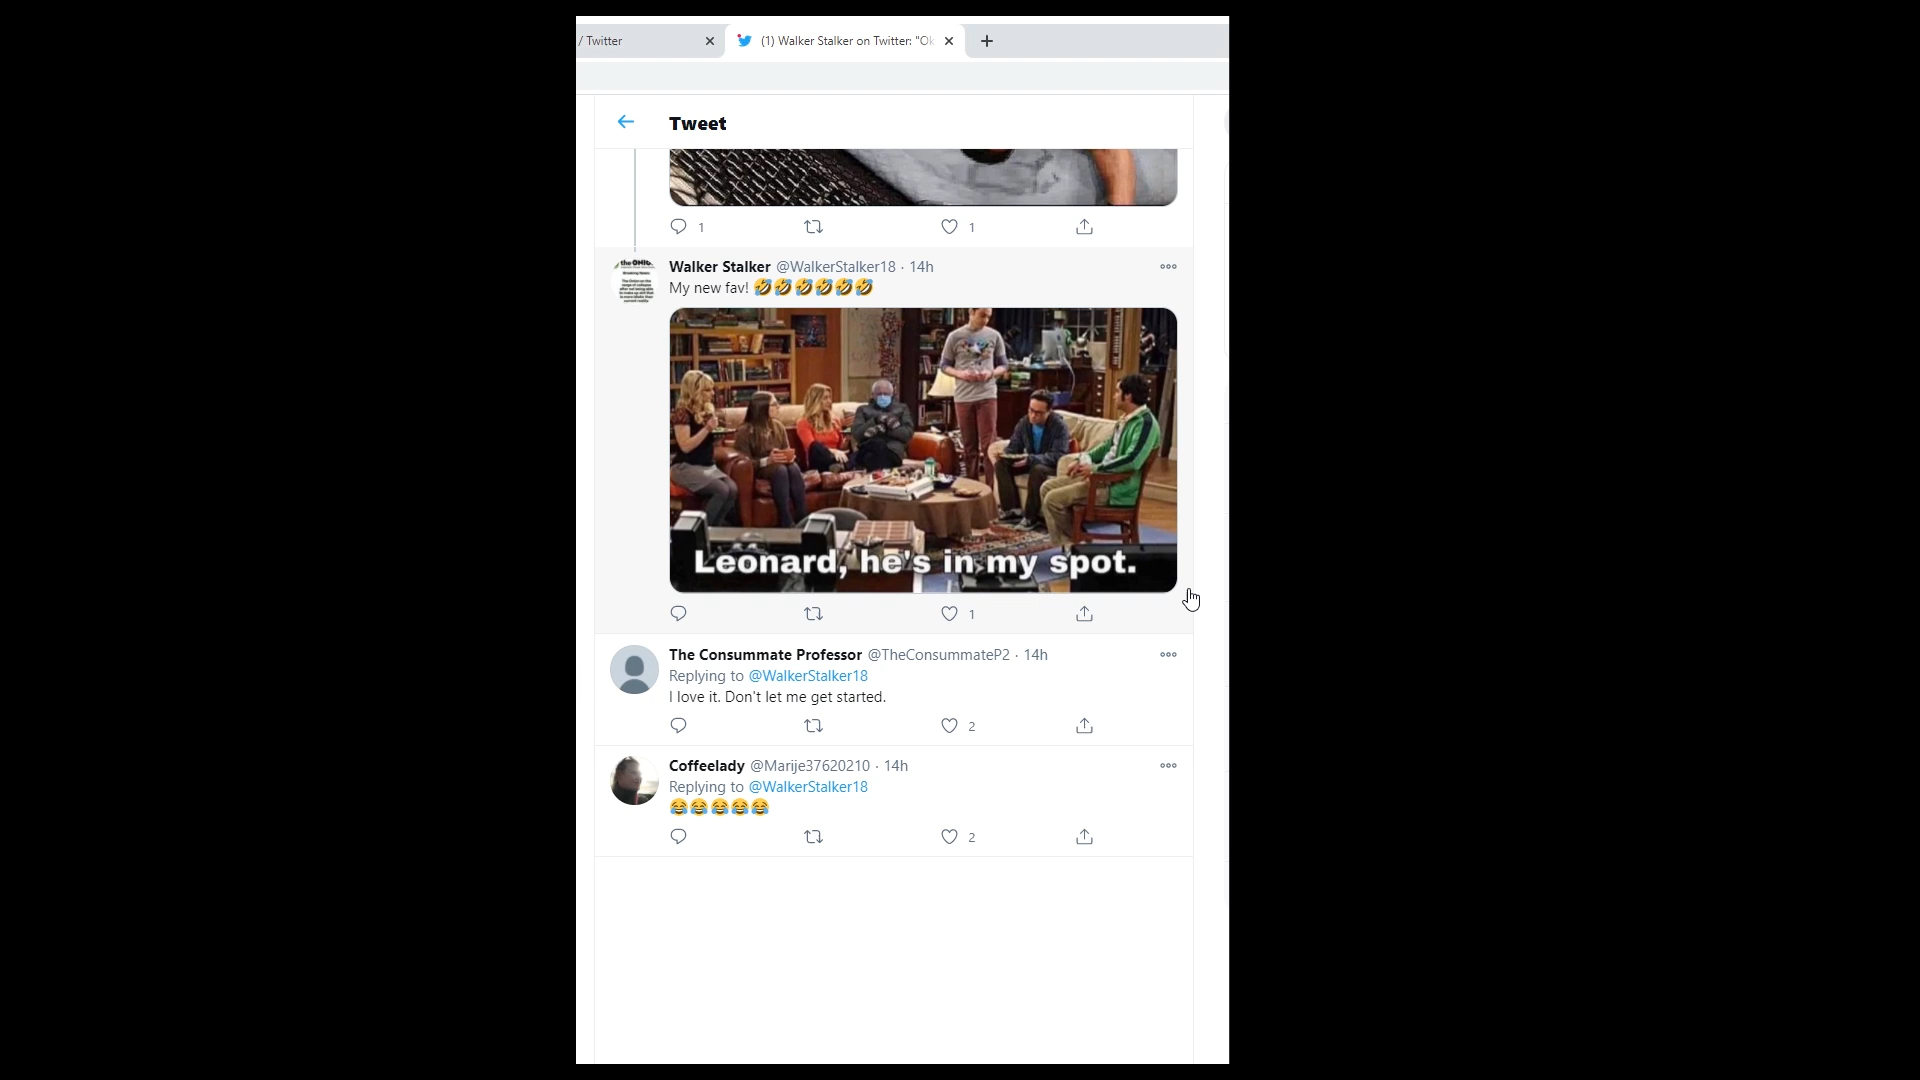 / Twitter
(1) Walker Stalker on Twitter: "Ok
Tweet
1
1
Walker Stalker @WalkerStalker18 · 14h
My new fav! 🤣🤣🤣🤣🤣🤣
Leonard, he's in my spot.
1
The Consummate Professor @TheConsummateP2 · 14h
Replying to @WalkerStalker18
I love it. Don't let me get started.
2
Coffeelady @Marije37620210 · 14h
Replying to @WalkerStalker18
😂😂😂😂😂
2